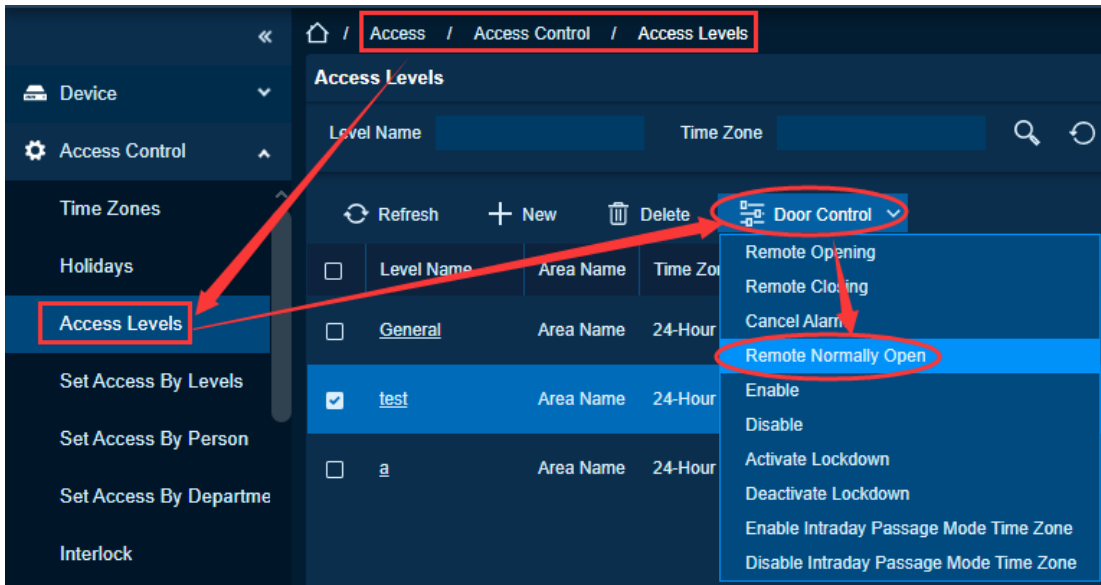 «
/ Access / Access Control / Access Levels
Device
Access Control
Time Zones
Holidays
Access Levels
Set Access By Levels
Set Access By Person
Set Access By Departme
Interlock
Access Levels
Level Name
Time Zone
Refresh
New
Delete
Door Control
Level Name Area Name Time Zo
General Area Name 24-Hour
test Area Name 24-Hour
a Area Name 24-Hour
Remote Opening
Remote Closing
Cancel Alarm
Remote Normally Open
Enable
Disable
Activate Lockdown
Deactivate Lockdown
Enable Intraday Passage Mode Time Zone
Disable Intraday Passage Mode Time Zone